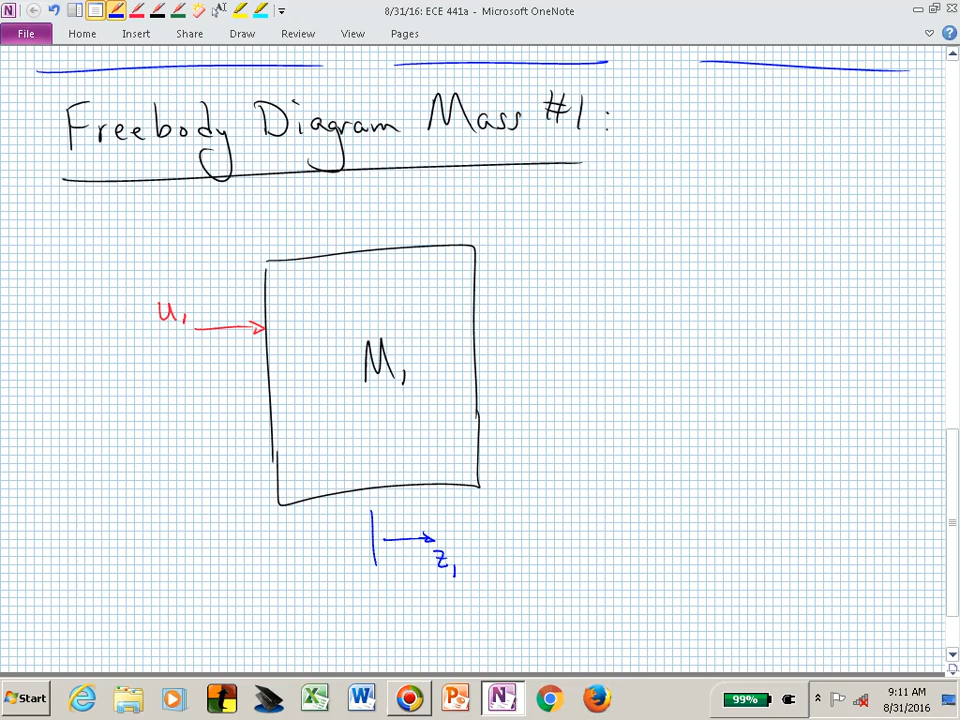 8/31/16: ECE 441a - Microsoft OneNote
File Home Insert Share Draw Review View Pages
Freebody Diagram Mass #1:
u1
M1
z1
Start
99%
9:11 AM
8/31/2016